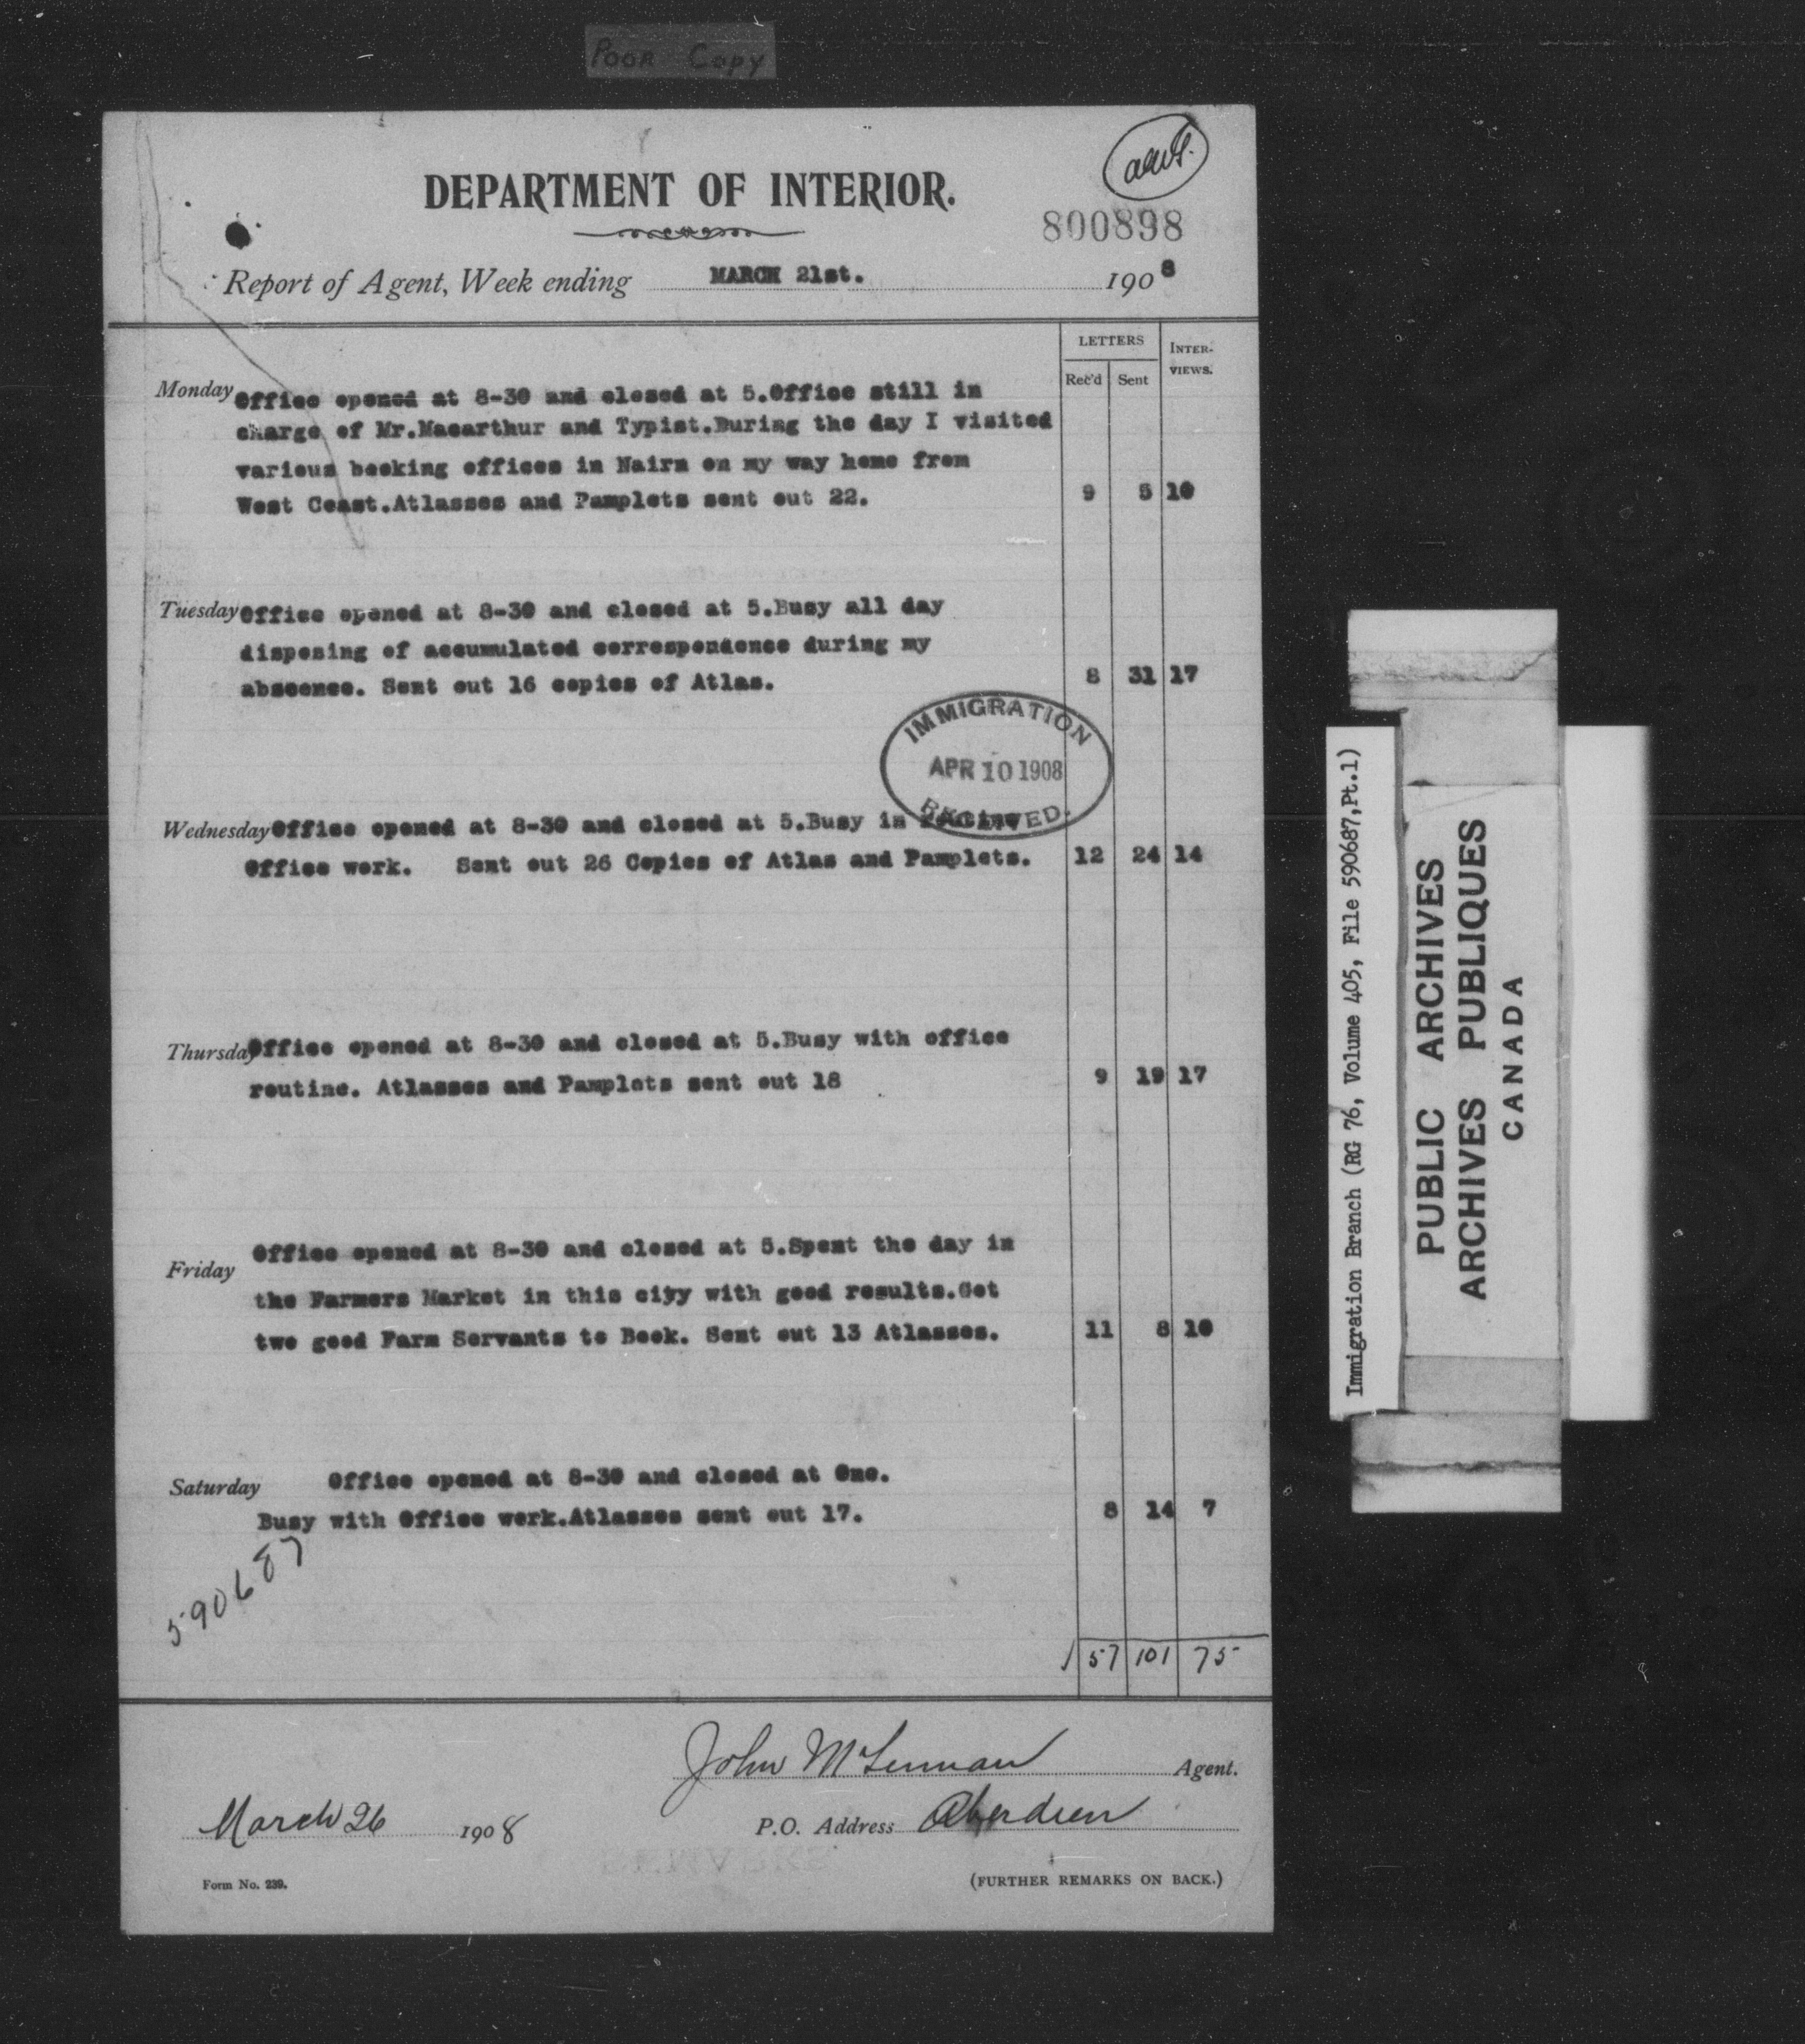 Poor Copy
DEPARTMENT OF INTERIOR.
800898
Report of Agent, Week ending MARCH 21st. 1908
LETTERS INTER-
Rec'd Sent VIEWS.
Monday Office opened at 8-30 and closed at 5.Office still in
charge of Mr.Macarthur and Typist.During the day I visited
various booking offices in Nairn on my way home from
West Coast.Atlasses and Pamplets sent out 22. 9 5 10
Tuesday Office opened at 8-30 and closed at 5.Busy all day
disposing of accumulated correspondence during my
absence. Sent out 16 copies of Atlas. 8 31 17
IMMIGRATION
APR 10 1908
RECEIVED.
Wednesday Office opened at 8-30 and closed at 5.Busy in routine
Office work. Sent out 26 Copies of Atlas and Pamplets. 12 24 14
Thursday Office opened at 8-30 and closed at 5.Busy with office
routine. Atlasses and Pamplets sent out 18 9 19 17
Friday Office opened at 8-30 and closed at 5.Spent the day in
the Farmers Market in this city with good results.Got
two good Farm Servants to Book. Sent out 13 Atlasses. 11 8 10
Saturday Office opened at 8-30 and closed at One.
Busy with Office work.Atlasses sent out 17. 8 14 7
590687
57 101 75
John McLennan Agent.
March 26 1908 P.O. Address Aberdeen
Form No. 239. (FURTHER REMARKS ON BACK.)
Immigration Branch (RG 76, Volume 405, File 590687,Pt.1)
PUBLIC ARCHIVES
ARCHIVES PUBLIQUES
CANADA